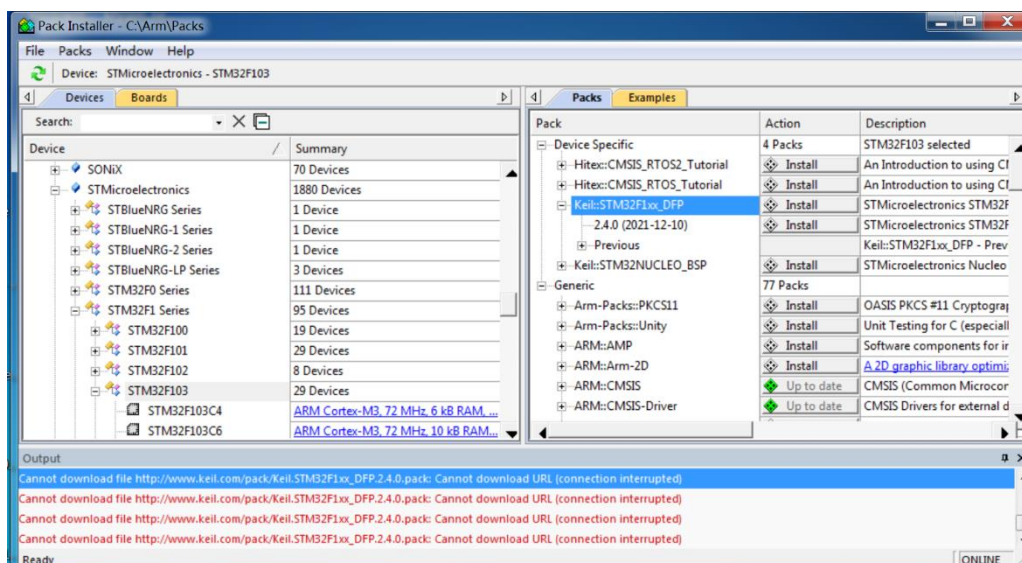 Pack Installer - C:\Arm\Packs
File Packs Window Help
Device: STMicroelectronics - STM32F103
Devices Boards
Search:
Device / Summary
SONiX 70 Devices
STMicroelectronics 1880 Devices
STBlueNRG Series 1 Device
STBlueNRG-1 Series 1 Device
STBlueNRG-2 Series 1 Device
STBlueNRG-LP Series 3 Devices
STM32F0 Series 111 Devices
STM32F1 Series 95 Devices
STM32F100 19 Devices
STM32F101 29 Devices
STM32F102 8 Devices
STM32F103 29 Devices
STM32F103C4 ARM Cortex-M3, 72 MHz, 6 kB RAM, ...
STM32F103C6 ARM Cortex-M3, 72 MHz, 10 kB RAM...
Packs Examples
Pack Action Description
Device Specific 4 Packs STM32F103 selected
Hitex::CMSIS_RTOS2_Tutorial Install An Introduction to using CM
Hitex::CMSIS_RTOS_Tutorial Install An Introduction to using CM
Keil::STM32F1xx_DFP Install STMicroelectronics STM32F
2.4.0 (2021-12-10) Install STMicroelectronics STM32F
Previous Keil::STM32F1xx_DFP - Prev
Keil::STM32NUCLEO_BSP Install STMicroelectronics Nucleo
Generic 77 Packs
Arm-Packs::PKCS11 Install OASIS PKCS #11 Cryptograp
Arm-Packs::Unity Install Unit Testing for C (especiall
ARM::AMP Install Software components for ir
ARM::Arm-2D Install A 2D graphic library optimi:
ARM::CMSIS Up to date CMSIS (Common Microcor
ARM::CMSIS-Driver Up to date CMSIS Drivers for external d
Output
Cannot download file http://www.keil.com/pack/Keil.STM32F1xx_DFP.2.4.0.pack: Cannot download URL (connection interrupted)
Cannot download file http://www.keil.com/pack/Keil.STM32F1xx_DFP.2.4.0.pack: Cannot download URL (connection interrupted)
Cannot download file http://www.keil.com/pack/Keil.STM32F1xx_DFP.2.4.0.pack: Cannot download URL (connection interrupted)
Cannot download file http://www.keil.com/pack/Keil.STM32F1xx_DFP.2.4.0.pack: Cannot download URL (connection interrupted)
Ready ONLINE